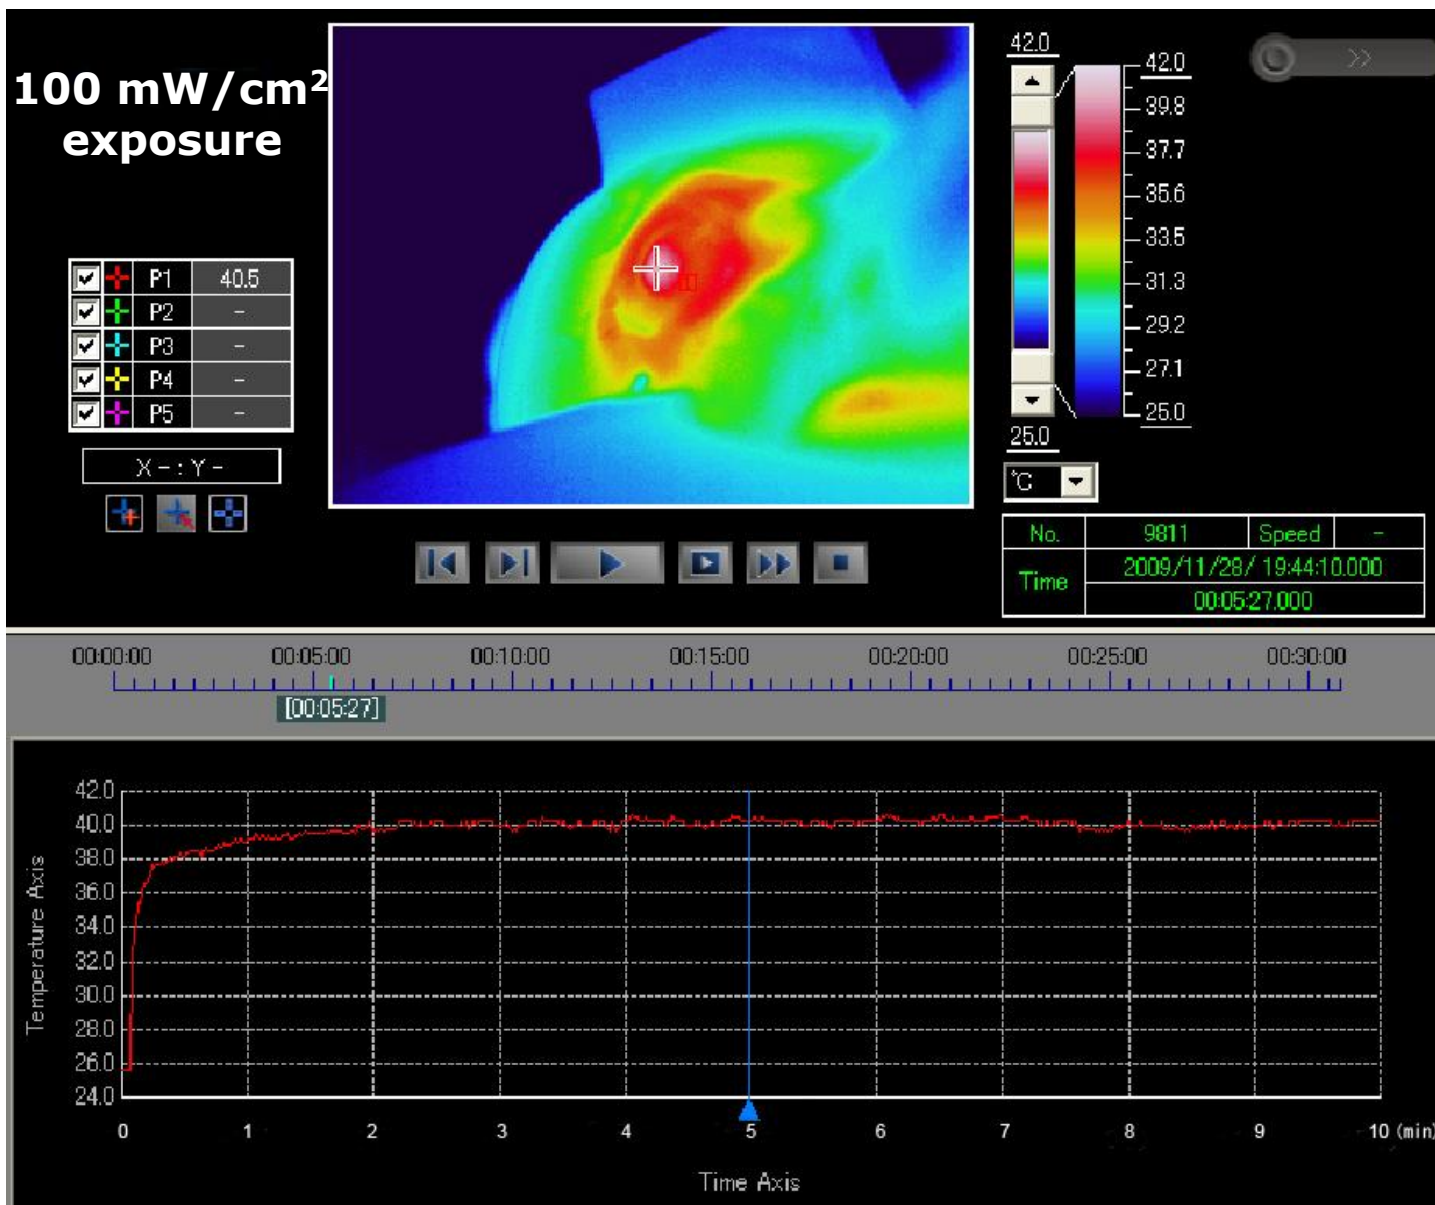 100 mW/cm²
exposure
P1 40.5
P2 -
P3 -
P4 -
P5 -
X - : Y -
42.0
25.0
42.0
39.8
37.7
35.6
33.5
31.3
29.2
27.1
25.0
°C
>>
No. 9811 Speed -
Time 2009/11/28/ 19:44:10.000
00:05:27.000
00:00:00 00:05:00 00:10:00 00:15:00 00:20:00 00:25:00 00:30:00
[00:05:27]
Temperature Axis
42.0
40.0
38.0
36.0
34.0
32.0
30.0
28.0
26.0
24.0
0 1 2 3 4 5 6 7 8 9 10 (min)
Time Axis